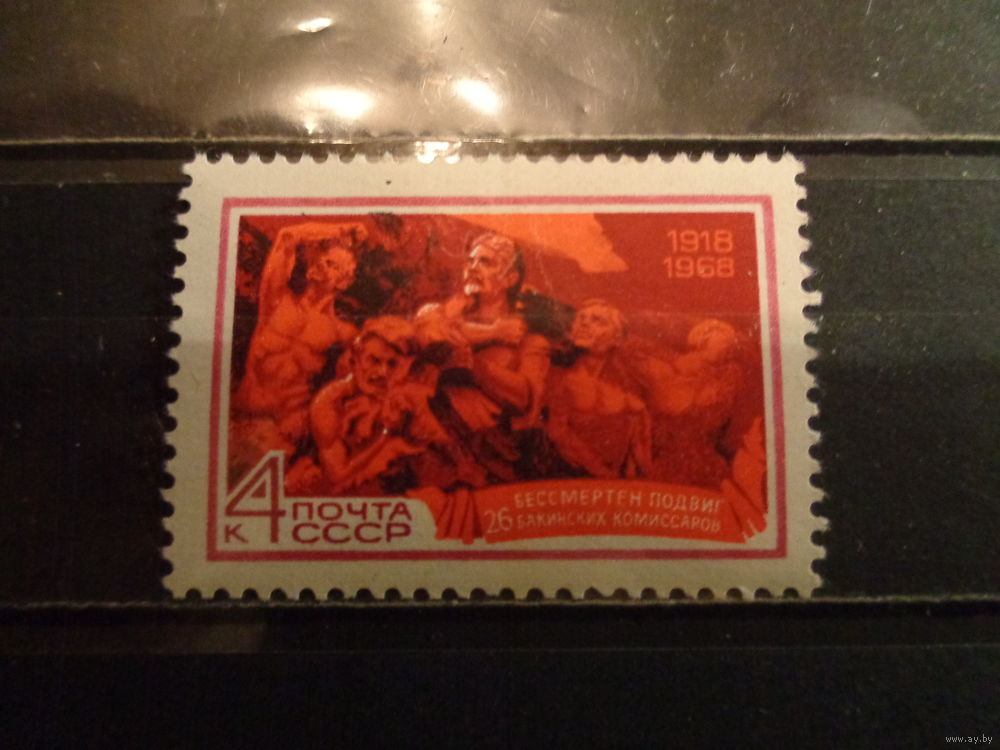 1918
1968
4 К
ПОЧТА
СССР
БЕССМЕРТЕН ПОДВИГ
26 БАКИНСКИХ КОМИССАРОВ
www.ay.by